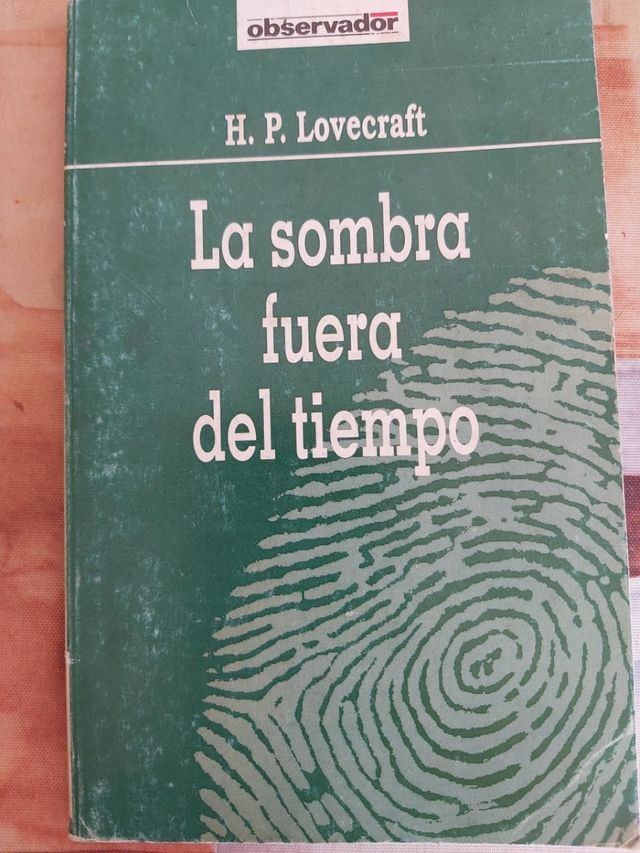 observador
H. P. Lovecraft
La sombra
fuera
del tiempo